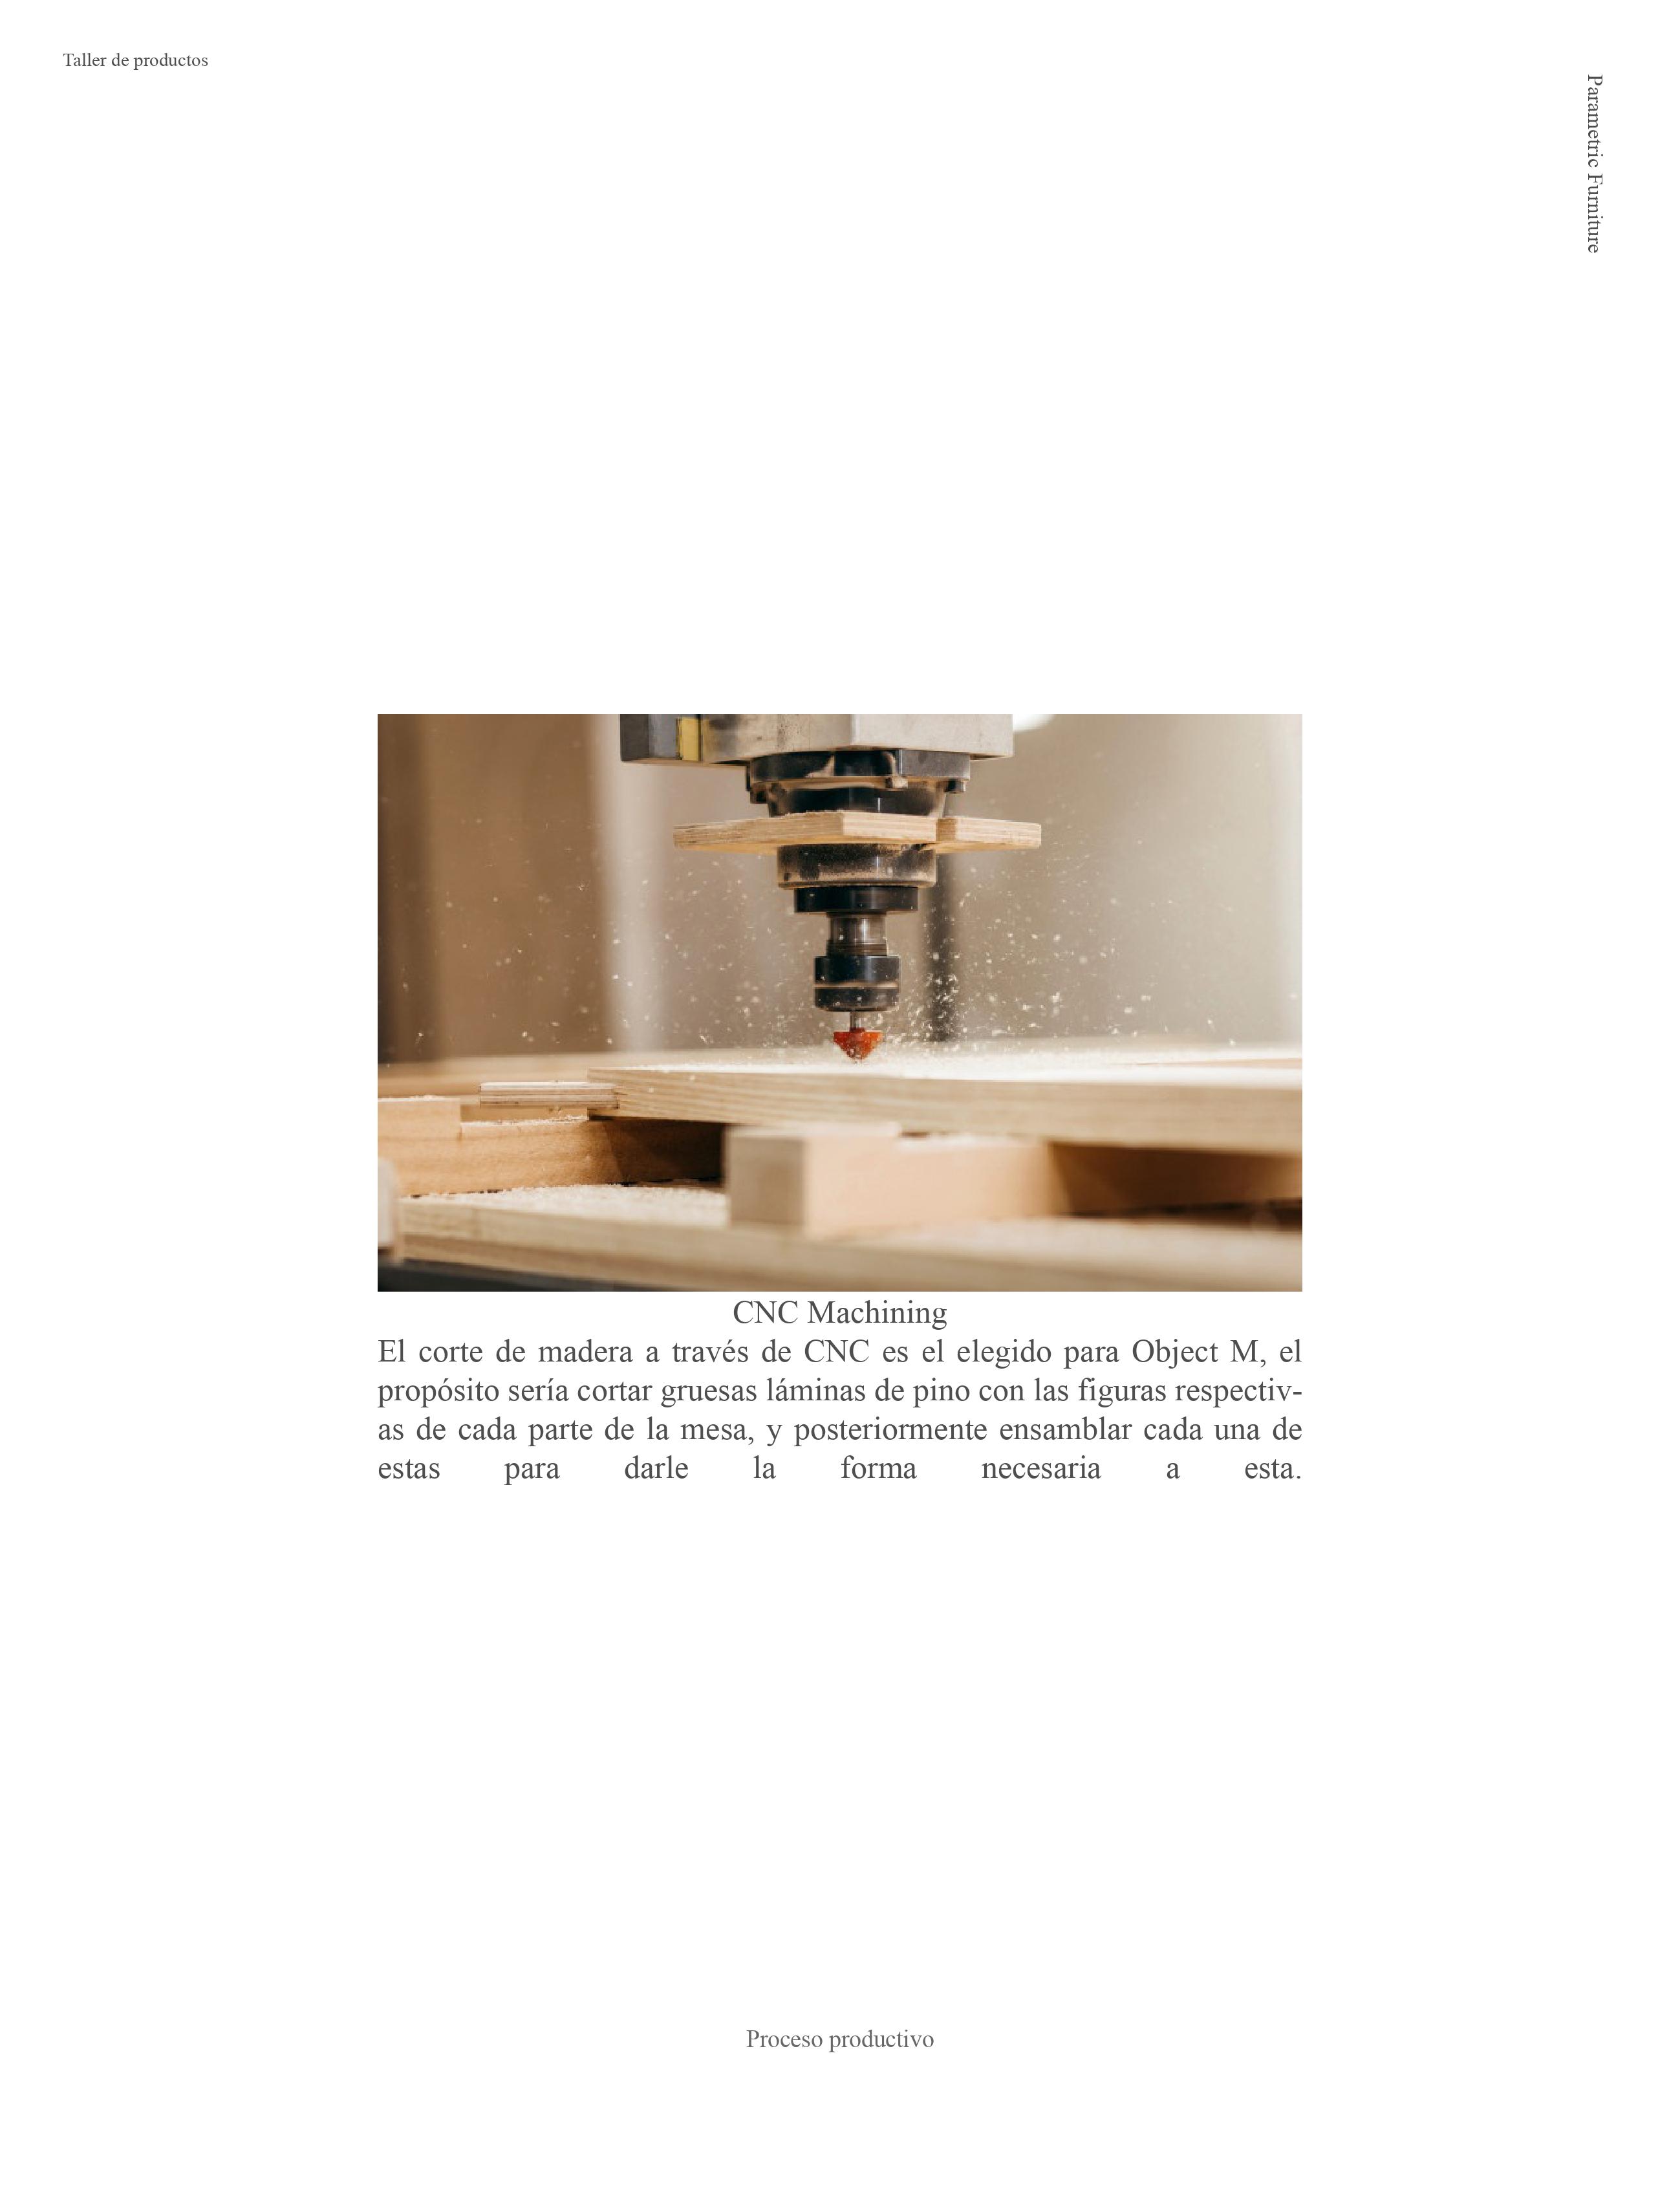 Taller de productos
Parametric Furniture
CNC Machining
El corte de madera a través de CNC es el elegido para Object M, el
propósito sería cortar gruesas láminas de pino con las figuras respectiv-
as de cada parte de la mesa, y posteriormente ensamblar cada una de
estas para darle la forma necesaria a esta.
Proceso productivo